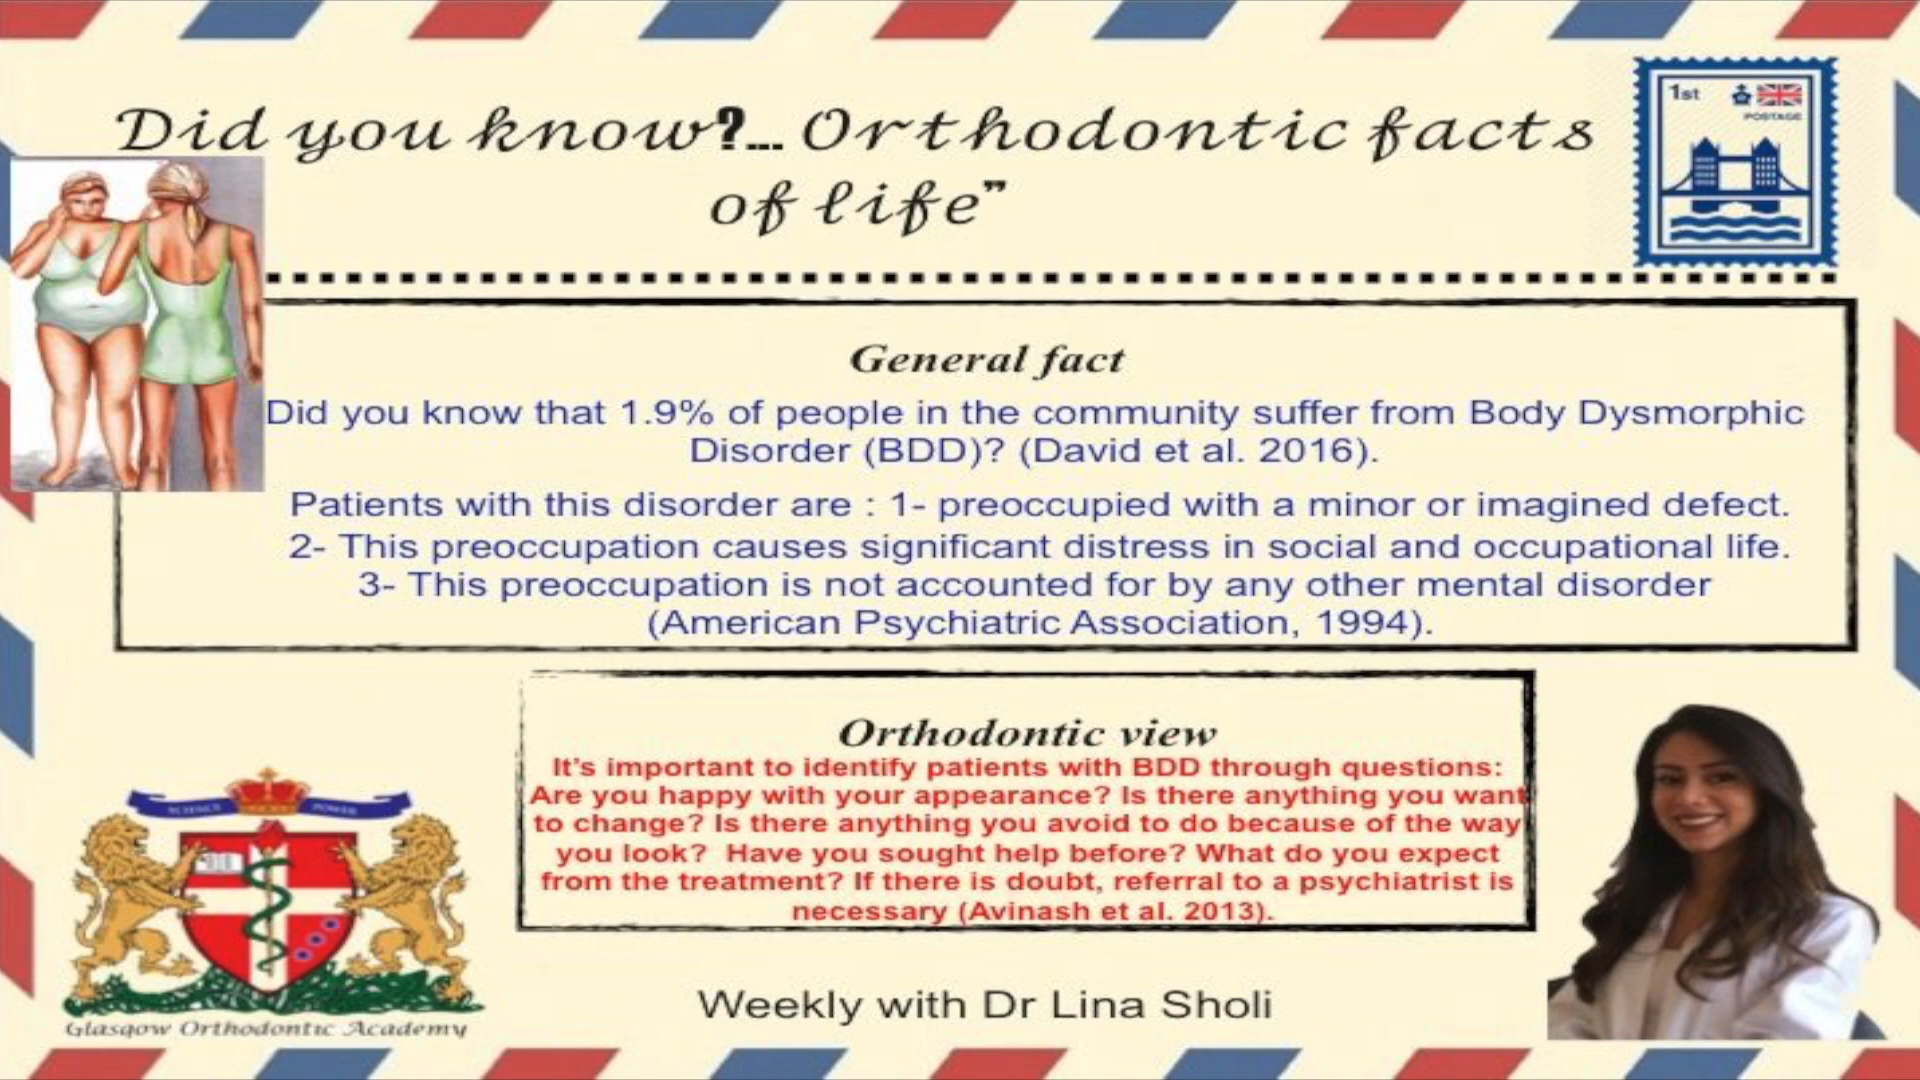 Did you know?... Orthodontic facts
of life”
1st
POSTAGE
General fact
Did you know that 1.9% of people in the community suffer from Body Dysmorphic
Disorder (BDD)? (David et al. 2016).
Patients with this disorder are : 1- preoccupied with a minor or imagined defect.
2- This preoccupation causes significant distress in social and occupational life.
3- This preoccupation is not accounted for by any other mental disorder
(American Psychiatric Association, 1994).
Orthodontic view
It's important to identify patients with BDD through questions:
Are you happy with your appearance? Is there anything you want
to change? Is there anything you avoid to do because of the way
you look? Have you sought help before? What do you expect
from the treatment? If there is doubt, referral to a psychiatrist is
necessary (Avinash et al. 2013).
SCIENCE POWER
Glasgow Orthodontic Academy
Weekly with Dr Lina Sholi